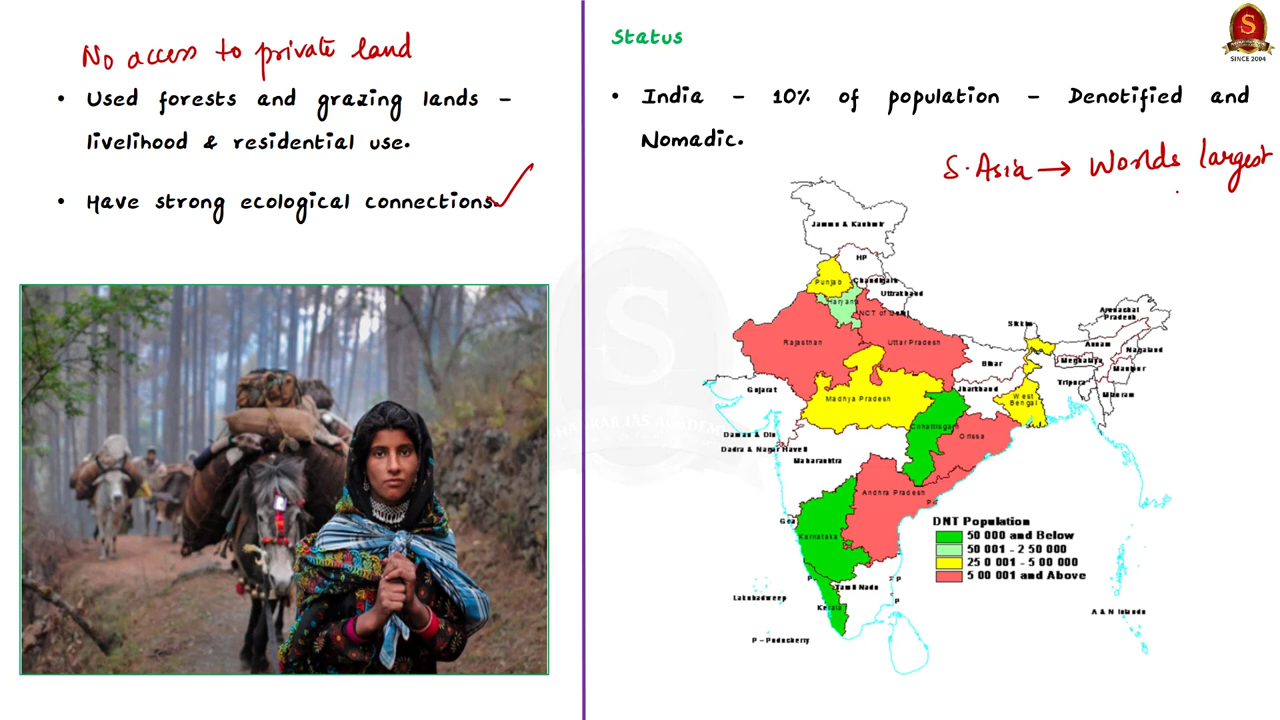 No access to private land
• Used forests and grazing lands –
livelihood & residential use.
• Have strong ecological connections.
Status
• India – 10% of population – Denotified and
Nomadic.
S. Asia → Worlds largest
S
SINCE 2004
Jammu & Kashmir
HP
Punjab
Chandigarh
Uttrakhand
Haryana
NCT of Delhi
Rajasthan
Uttar Pradesh
Sikkim
Arunachal
Pradesh
Assam
Nagaland
Meghalya
Manipur
Bihar
Tripura
Mizoram
Gujarat
Jharkhand
Madhya Pradesh
West
Bengal
Chhattisgarh
Orissa
Daman & Diu
Dadra & Nagar Haveli
Maharashtra
Andhra Pradesh
Goa
Karnataka
DNT Population
50 000 and Below
50 001 - 2 50 000
25 0 001 - 5 00 000
5 00 001 and Above
P
P
P
Tamil Nadu
Lakshadweep
Kerala
A & N Islands
P - Puducherry